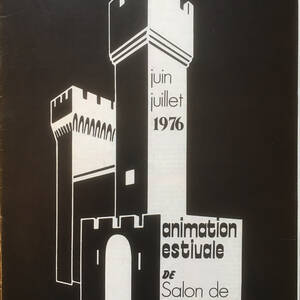 juin
juillet
1976
animation
estivale
DE
Salon de